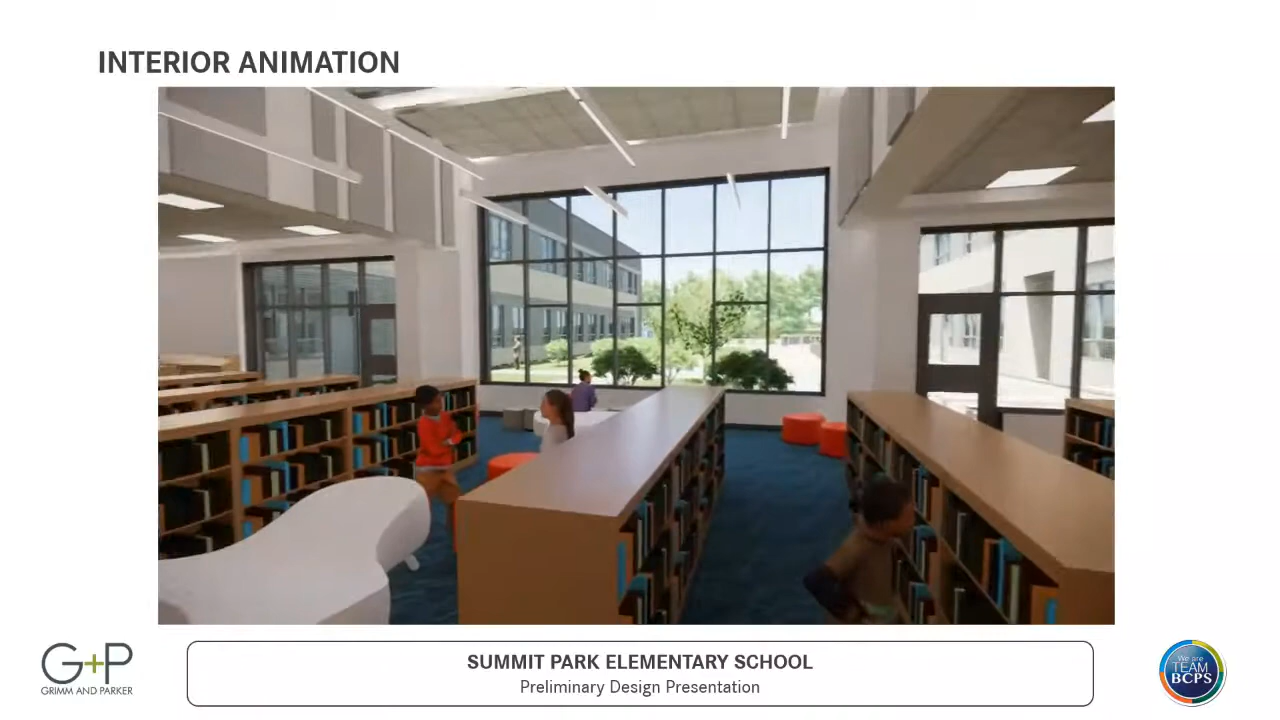 INTERIOR ANIMATION
G+P
GRIMM AND PARKER
SUMMIT PARK ELEMENTARY SCHOOL
Preliminary Design Presentation
We are
TEAM
BCPS